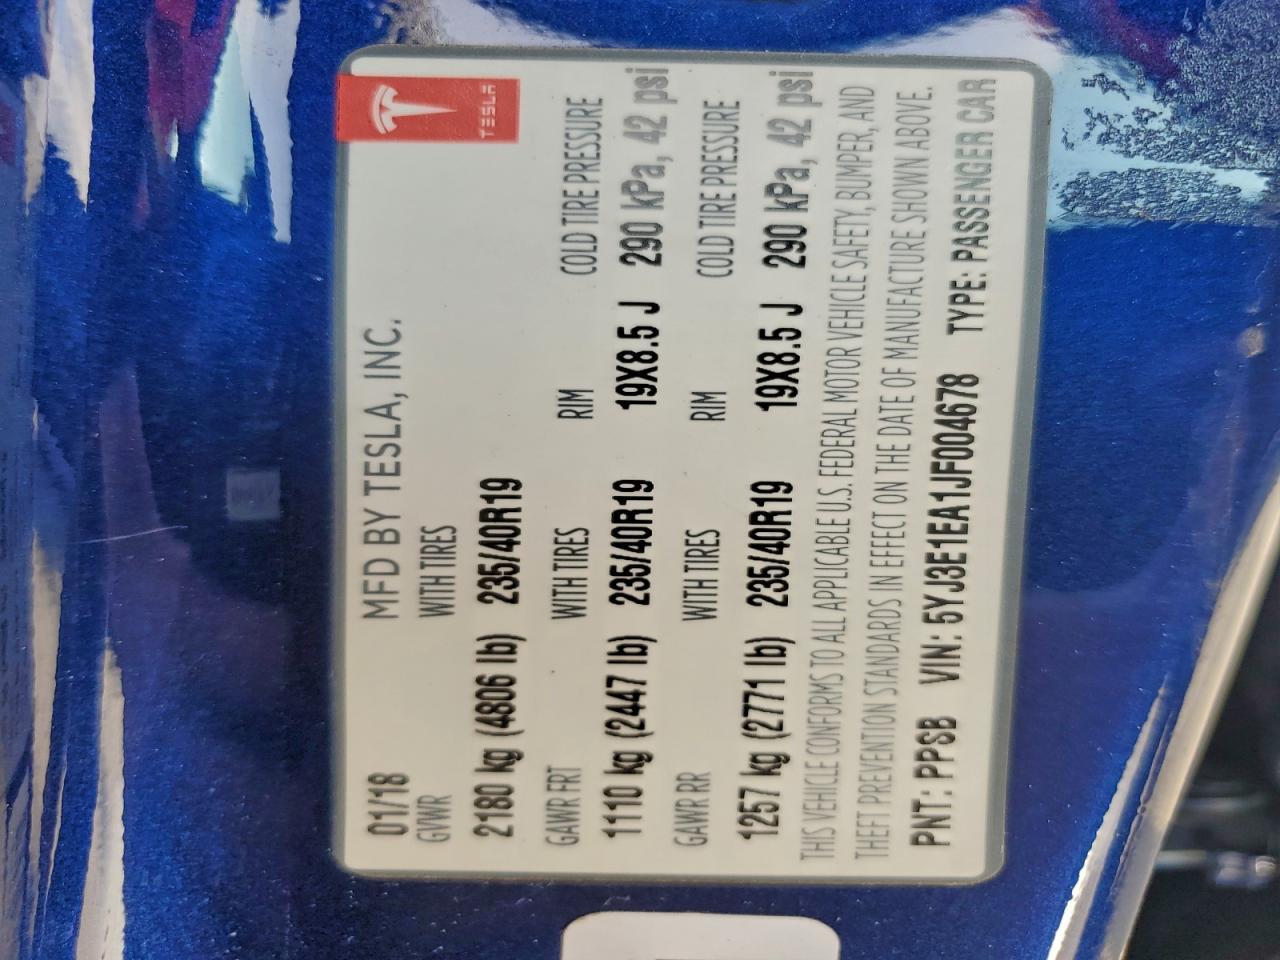 TESLA
01/18 MFD BY TESLA, INC.
GVWR WITH TIRES
2180 kg (4806 lb) 235/40R19
GAWR FRT WITH TIRES RIM COLD TIRE PRESSURE
1110 kg (2447 lb) 235/40R19 19X8.5 J 290 kPa, 42 psi
GAWR RR WITH TIRES RIM COLD TIRE PRESSURE
1257 kg (2771 lb) 235/40R19 19X8.5 J 290 kPa, 42 psi
THIS VEHICLE CONFORMS TO ALL APPLICABLE U.S. FEDERAL MOTOR VEHICLE SAFETY, BUMPER, AND
THEFT PREVENTION STANDARDS IN EFFECT ON THE DATE OF MANUFACTURE SHOWN ABOVE.
PNT: PPSB VIN: 5YJ3E1EA1JF004678 TYPE: PASSENGER CAR